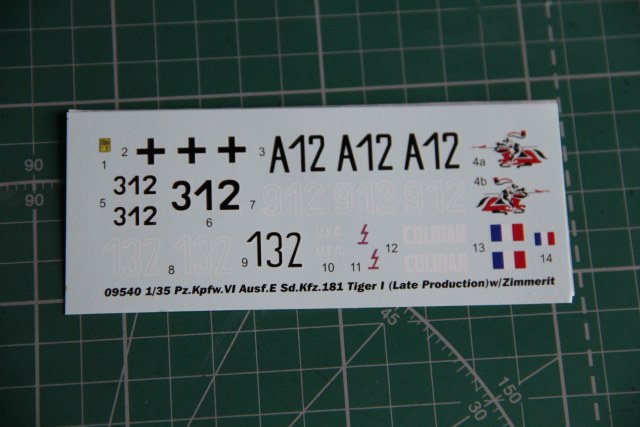 1 2 3 A12 A12 A12 4a
312 312 4b
5 312 6 7 912 912 912
132 132 8 9 132 10 11 12 COLMAR COLMAR 13 14
09540 1/35 Pz.Kpfw.VI Ausf.E Sd.Kfz.181 Tiger I (Late Production)w/Zimmerit
90
90
45
150
30